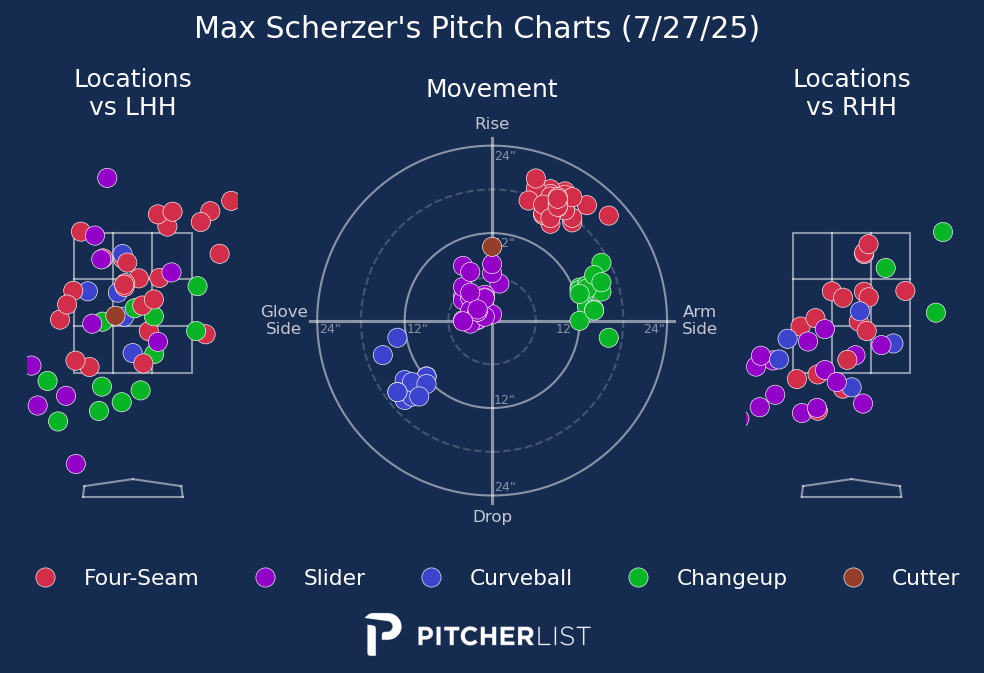 Max Scherzer's Pitch Charts (7/27/25)
Locations
vs LHH
Movement
Locations
vs RHH
Rise
24"
12"
Glove
Side
24"
12"
12"
24"
Arm
Side
12"
24"
Drop
Four-Seam
Slider
Curveball
Changeup
Cutter
PITCHERLIST